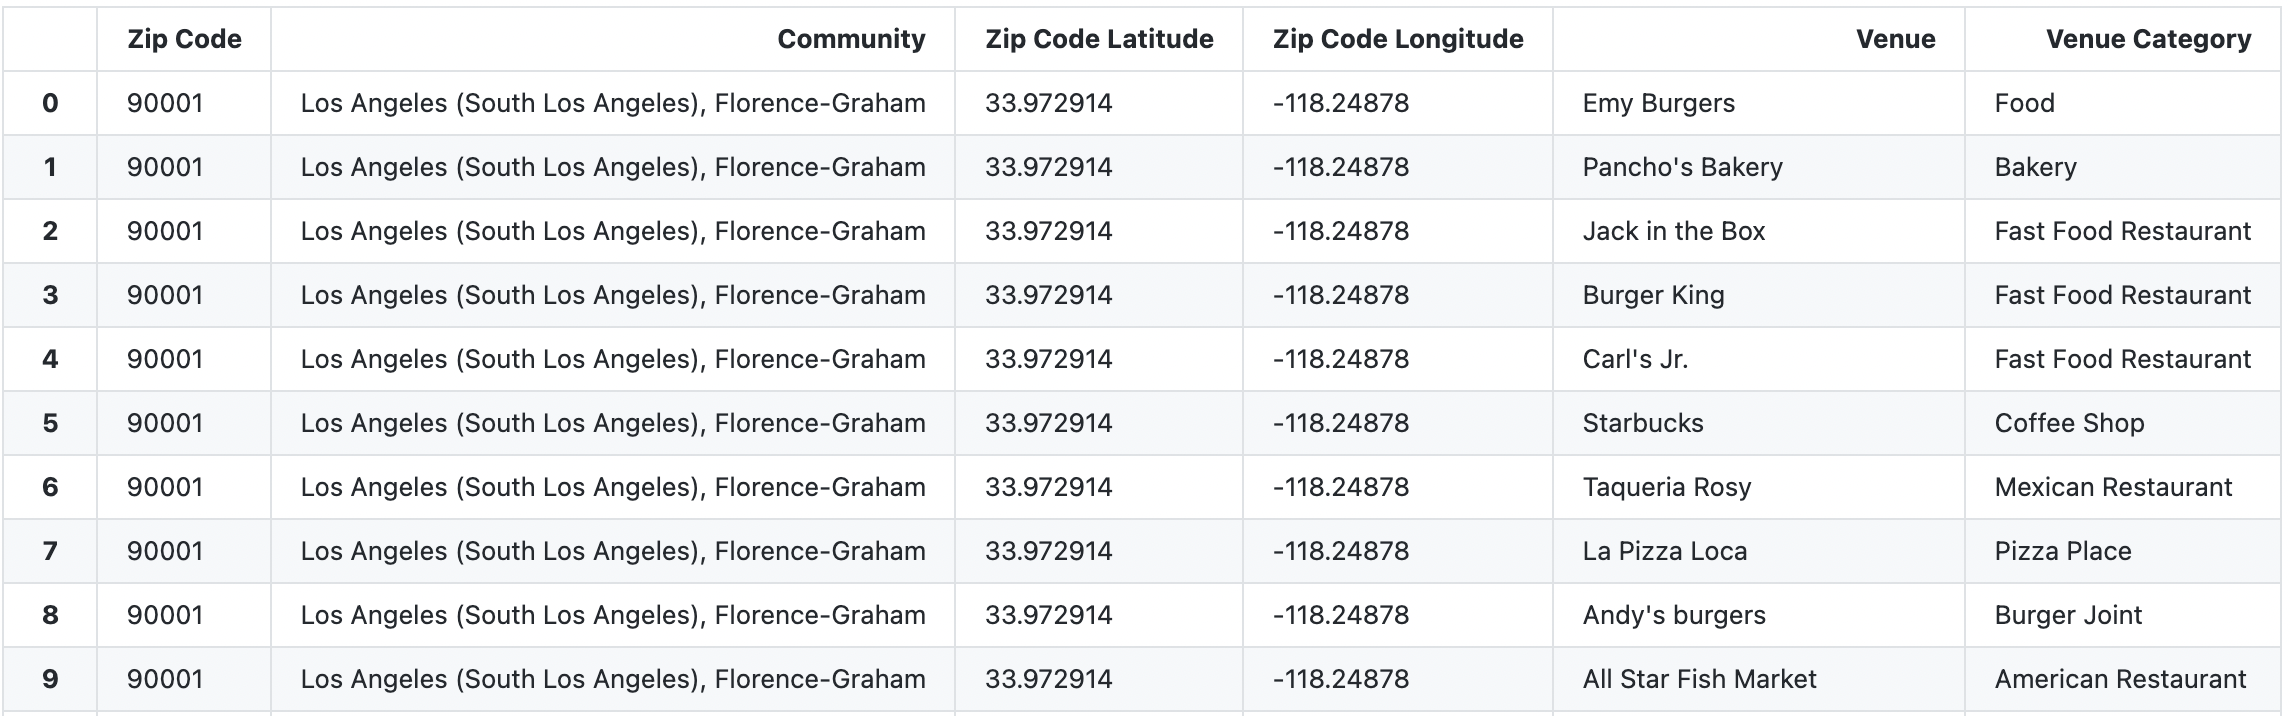 Zip Code Community Zip Code Latitude Zip Code Longitude Venue Venue Category
0 90001 Los Angeles (South Los Angeles), Florence-Graham 33.972914 -118.24878 Emy Burgers Food
1 90001 Los Angeles (South Los Angeles), Florence-Graham 33.972914 -118.24878 Pancho's Bakery Bakery
2 90001 Los Angeles (South Los Angeles), Florence-Graham 33.972914 -118.24878 Jack in the Box Fast Food Restaurant
3 90001 Los Angeles (South Los Angeles), Florence-Graham 33.972914 -118.24878 Burger King Fast Food Restaurant
4 90001 Los Angeles (South Los Angeles), Florence-Graham 33.972914 -118.24878 Carl's Jr. Fast Food Restaurant
5 90001 Los Angeles (South Los Angeles), Florence-Graham 33.972914 -118.24878 Starbucks Coffee Shop
6 90001 Los Angeles (South Los Angeles), Florence-Graham 33.972914 -118.24878 Taqueria Rosy Mexican Restaurant
7 90001 Los Angeles (South Los Angeles), Florence-Graham 33.972914 -118.24878 La Pizza Loca Pizza Place
8 90001 Los Angeles (South Los Angeles), Florence-Graham 33.972914 -118.24878 Andy's burgers Burger Joint
9 90001 Los Angeles (South Los Angeles), Florence-Graham 33.972914 -118.24878 All Star Fish Market American Restaurant